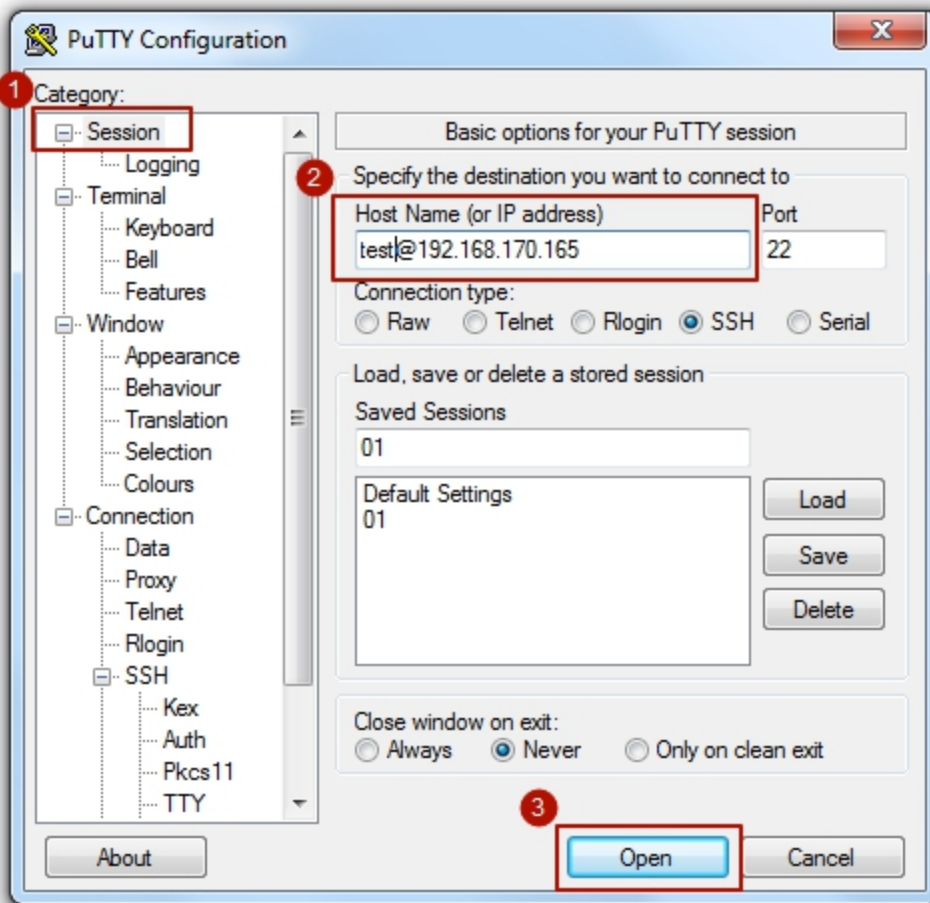 PuTTY Configuration
1
Category:
Session
Logging
Terminal
Keyboard
Bell
Features
Window
Appearance
Behaviour
Translation
Selection
Colours
Connection
Data
Proxy
Telnet
Rlogin
SSH
Kex
Auth
Pkcs11
TTY
Basic options for your PuTTY session
2
Specify the destination you want to connect to
Host Name (or IP address) Port
test@192.168.170.165 22
Connection type:
Raw Telnet Rlogin SSH Serial
Load, save or delete a stored session
Saved Sessions
01
Default Settings
01
Load
Save
Delete
Close window on exit:
Always Never Only on clean exit
3
About Open Cancel